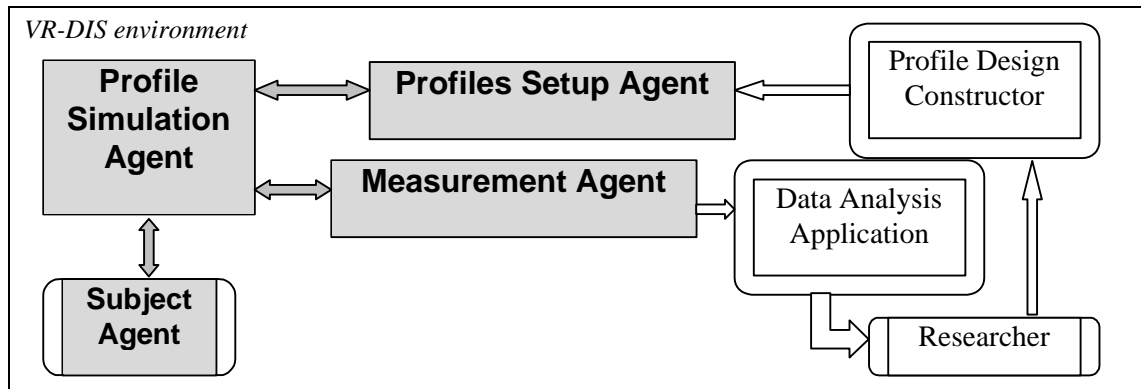 VR-DIS environment
Profile
Simulation
Agent
Profiles Setup Agent
Profile Design
Constructor
Measurement Agent
Data Analysis
Application
Subject
Agent
Researcher